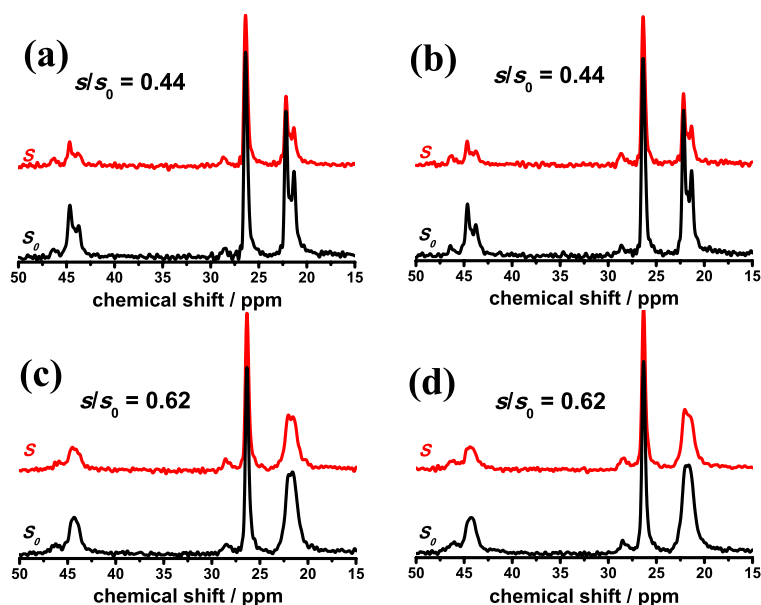 (a)
s/s₀ = 0.44
S
S₀
50 45 40 35 30 25 20 15
chemical shift / ppm
(b)
s/s₀ = 0.44
S
S₀
50 45 40 35 30 25 20 15
chemical shift / ppm
(c)
s/s₀ = 0.62
S
S₀
50 45 40 35 30 25 20 15
chemical shift / ppm
(d)
s/s₀ = 0.62
S
S₀
50 45 40 35 30 25 20 15
chemical shift / ppm